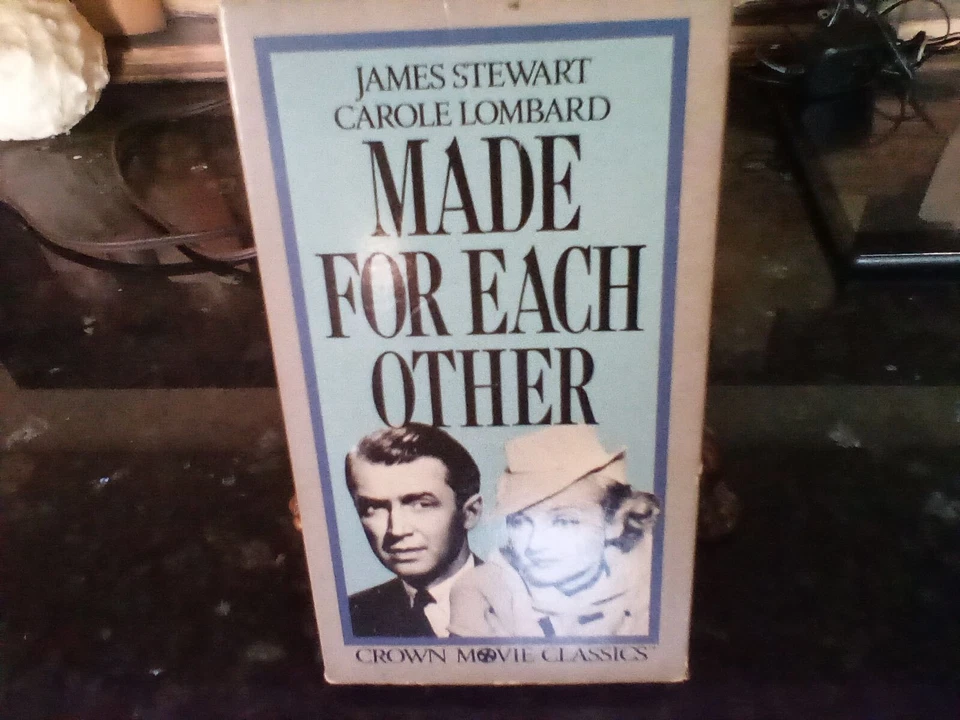 JAMES STEWART
CAROLE LOMBARD
MADE
FOR EACH
OTHER
CROWN MOVIE CLASSICS